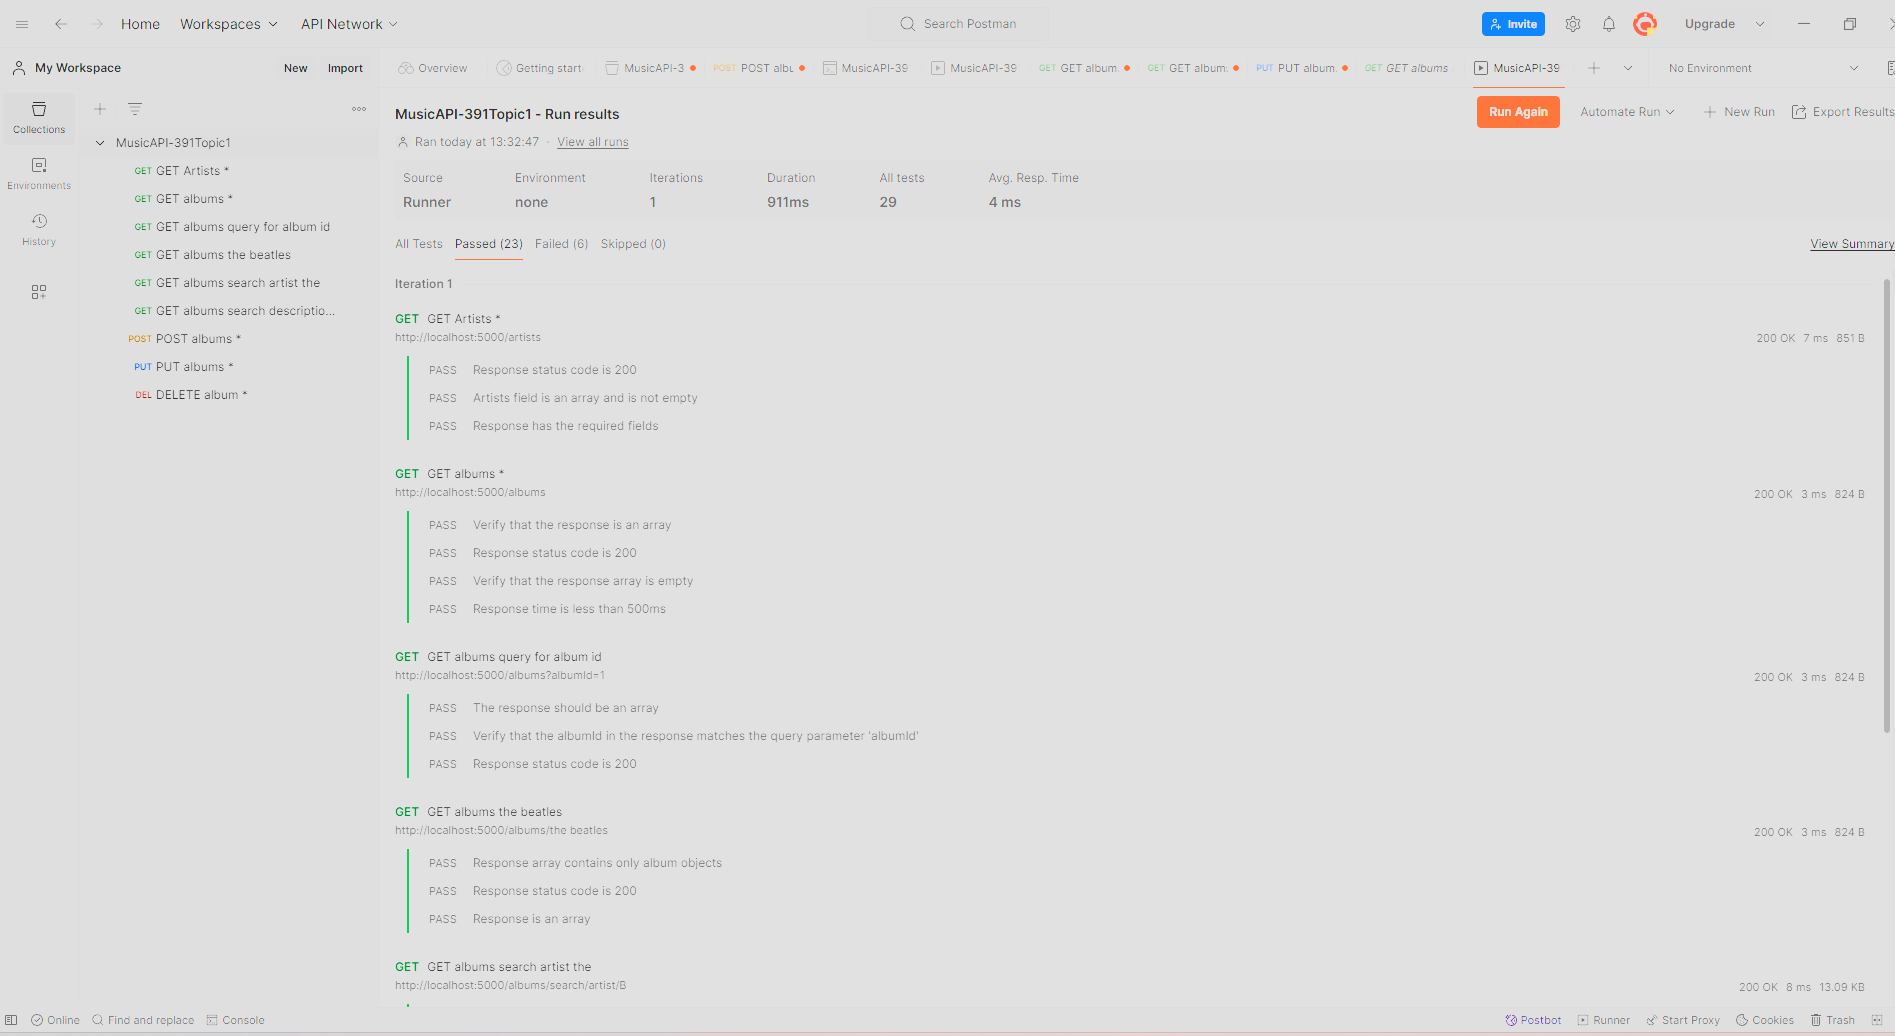 Home Workspaces API Network Search Postman Invite Upgrade
My Workspace New Import Overview Getting start MusicAPI-3 POST POST albu MusicAPI-39 MusicAPI-39 GET GET album. GET GET album: PUT PUT album. GET GET albums MusicAPI-39 No Environment
Collections
Environments
History
MusicAPI-391Topic1
GET GET Artists *
GET GET albums *
GET GET albums query for album id
GET GET albums the beatles
GET GET albums search artist the
GET GET albums search descriptio...
POST POST albums *
PUT PUT albums *
DEL DELETE album *
MusicAPI-391Topic1 - Run results
Run Again Automate Run New Run Export Results
Ran today at 13:32:47 · View all runs
Source Environment Iterations Duration All tests Avg. Resp. Time
Runner none 1 911ms 29 4 ms
All Tests Passed (23) Failed (6) Skipped (0) View Summary
Iteration 1
GET GET Artists *
http://localhost:5000/artists 200 OK 7 ms 851 B
PASS Response status code is 200
PASS Artists field is an array and is not empty
PASS Response has the required fields
GET GET albums *
http://localhost:5000/albums 200 OK 3 ms 824 B
PASS Verify that the response is an array
PASS Response status code is 200
PASS Verify that the response array is empty
PASS Response time is less than 500ms
GET GET albums query for album id
http://localhost:5000/albums?albumId=1 200 OK 3 ms 824 B
PASS The response should be an array
PASS Verify that the albumId in the response matches the query parameter 'albumId'
PASS Response status code is 200
GET GET albums the beatles
http://localhost:5000/albums/the beatles 200 OK 3 ms 824 B
PASS Response array contains only album objects
PASS Response status code is 200
PASS Response is an array
GET GET albums search artist the
http://localhost:5000/albums/search/artist/B 200 OK 8 ms 13.09 KB
Online Find and replace Console Postbot Runner Start Proxy Cookies Trash